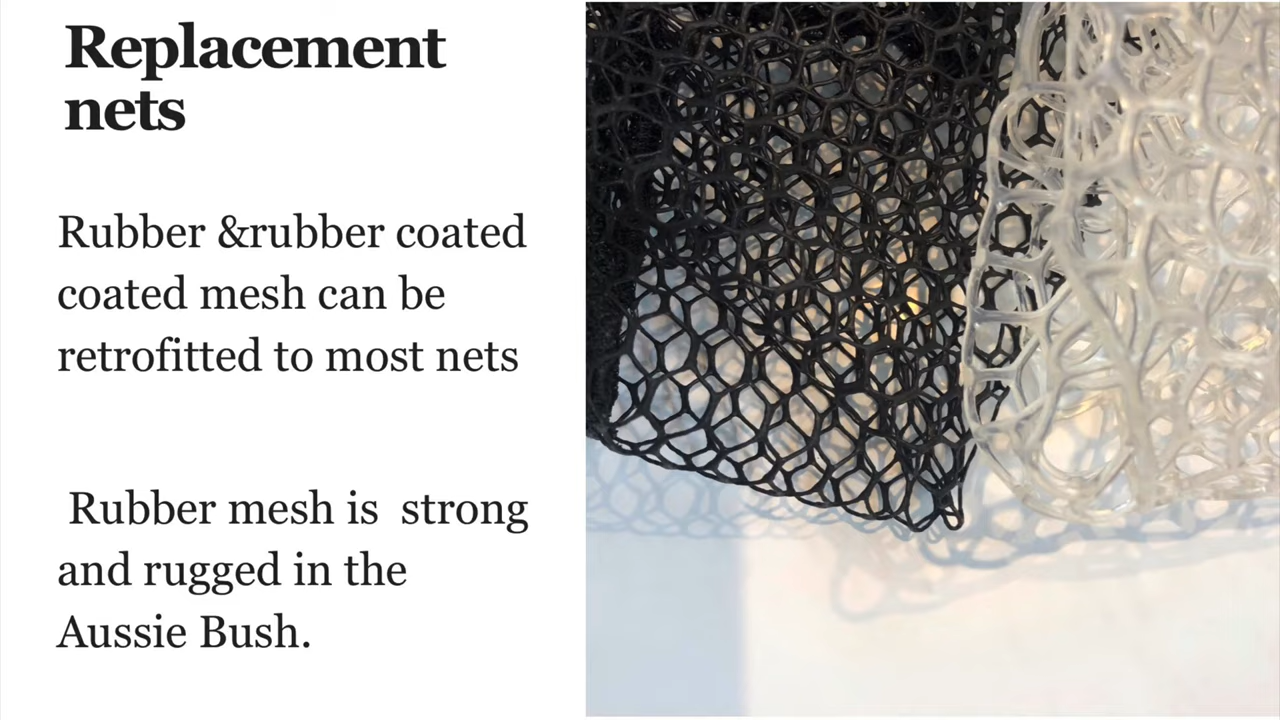 Replacement
nets
Rubber &rubber coated
coated mesh can be
retrofitted to most nets
Rubber mesh is  strong
and rugged in the
Aussie Bush.